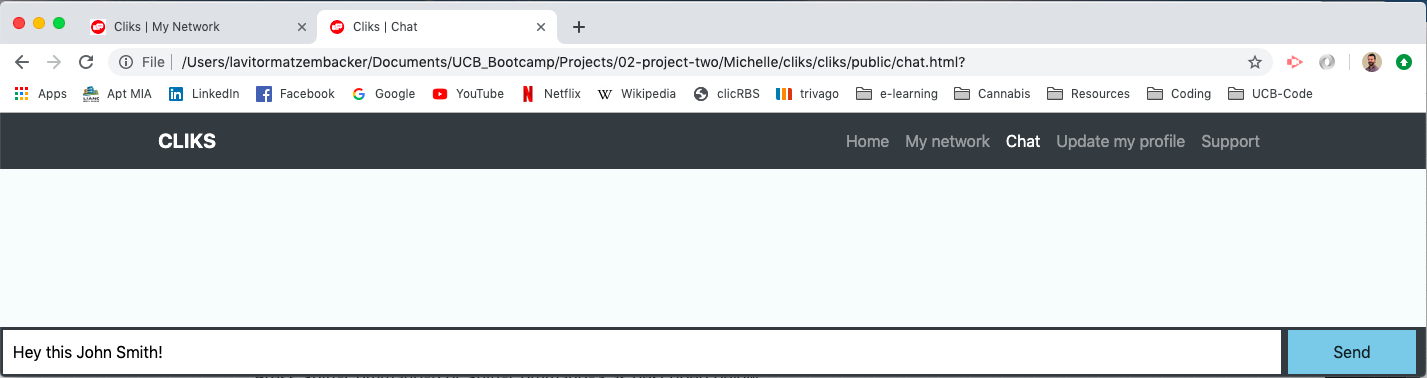 Cliks | My Network
Cliks | Chat
File | /Users/lavitormatzembacker/Documents/UCB_Bootcamp/Projects/02-project-two/Michelle/cliks/cliks/public/chat.html?
Apps Apt MIA LinkedIn Facebook Google YouTube Netflix Wikipedia clicRBS trivago e-learning Cannabis Resources Coding UCB-Code
CLIKS Home My network Chat Update my profile Support
Hey this John Smith! Send